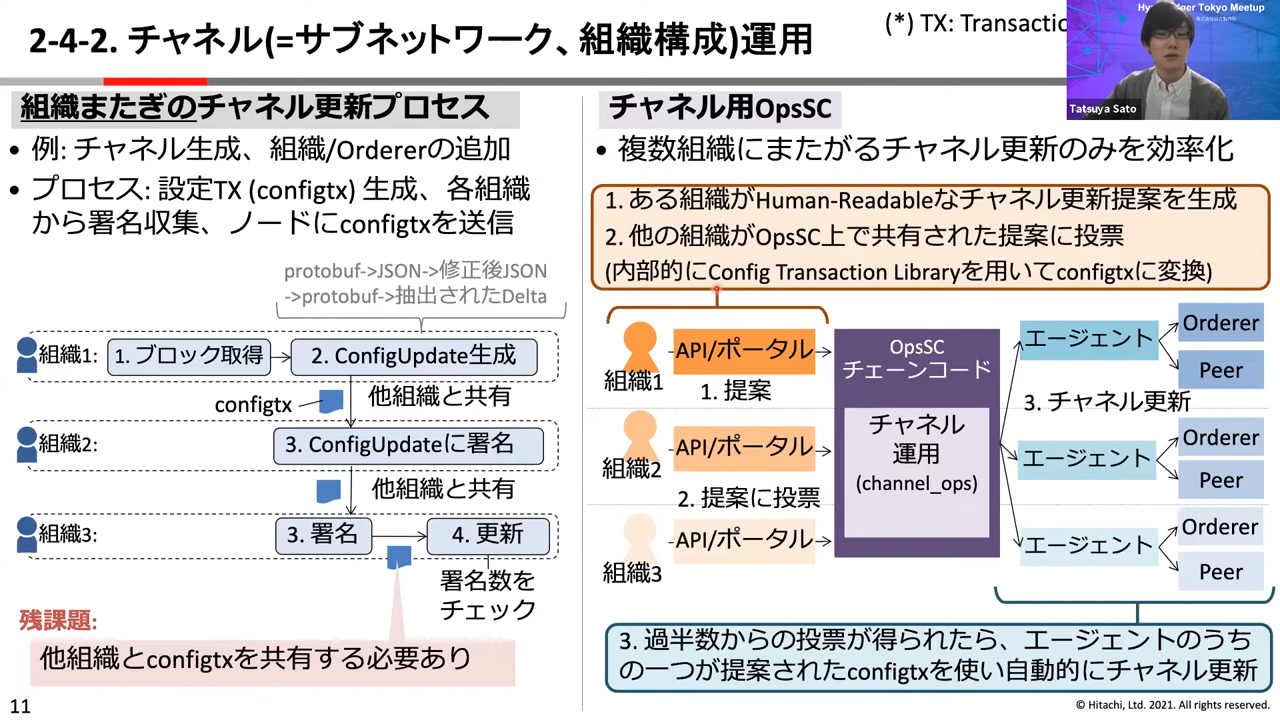 2-4-2. チャネル(=サブネットワーク、組織構成)運用
(*) TX: Transactio
Tokyo Meetup
Tatsuya Sato
組織またぎのチャネル更新プロセス
• 例: チャネル生成、組織/Ordererの追加
• プロセス: 設定TX (configtx) 生成、各組織
から署名収集、ノードにconfigtxを送信
protobuf->JSON->修正後JSON
->protobuf->抽出されたDelta
組織1:
1. ブロック取得
2. ConfigUpdate生成
configtx
他組織と共有
組織2:
3. ConfigUpdateに署名
他組織と共有
組織3:
3. 署名
4. 更新
署名数を
チェック
残課題:
他組織とconfigtxを共有する必要あり
チャネル用OpsSC
• 複数組織にまたがるチャネル更新のみを効率化
1. ある組織がHuman-Readableなチャネル更新提案を生成
2. 他の組織がOpsSC上で共有された提案に投票
(内部的にConfig Transaction Libraryを用いてconfigtxに変換)
組織1
API/ポータル
1. 提案
組織2
API/ポータル
2. 提案に投票
組織3
API/ポータル
OpsSC
チェーンコード
チャネル
運用
(channel_ops)
エージェント
Orderer
Peer
3. チャネル更新
エージェント
Orderer
Peer
エージェント
Orderer
Peer
3. 過半数からの投票が得られたら、エージェントのうち
の一つが提案されたconfigtxを使い自動的にチャネル更新
11
© Hitachi, Ltd. 2021. All rights reserved.